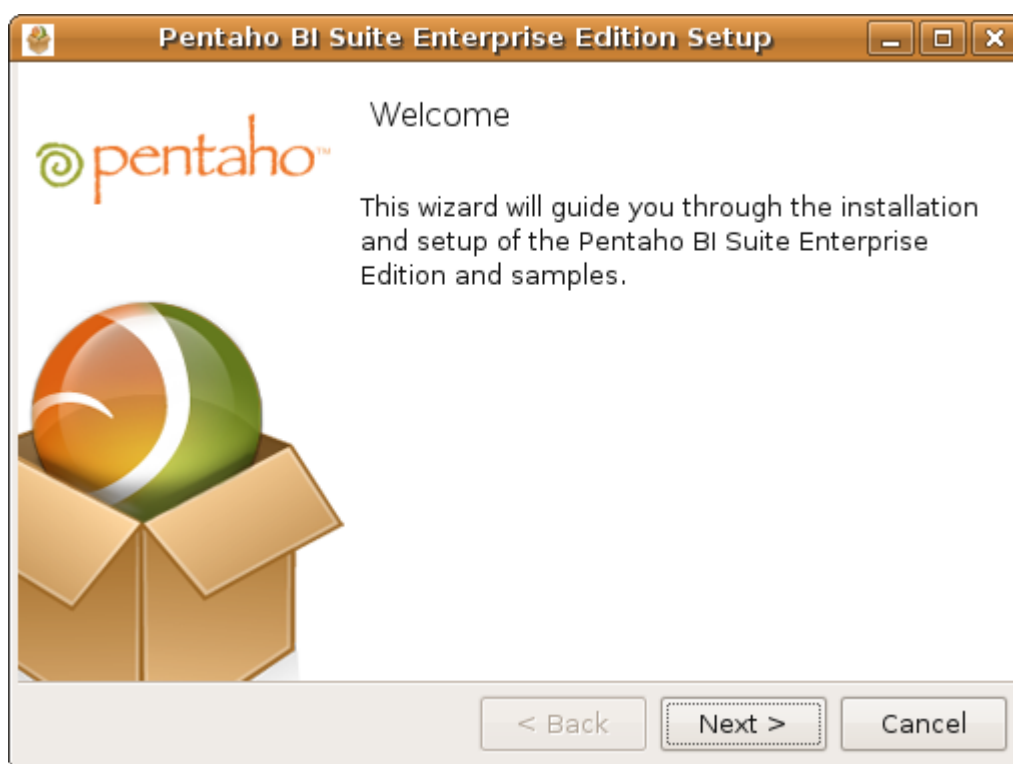 Pentaho BI Suite Enterprise Edition Setup
pentaho™
Welcome
This wizard will guide you through the installation
and setup of the Pentaho BI Suite Enterprise
Edition and samples.
< Back
Next >
Cancel